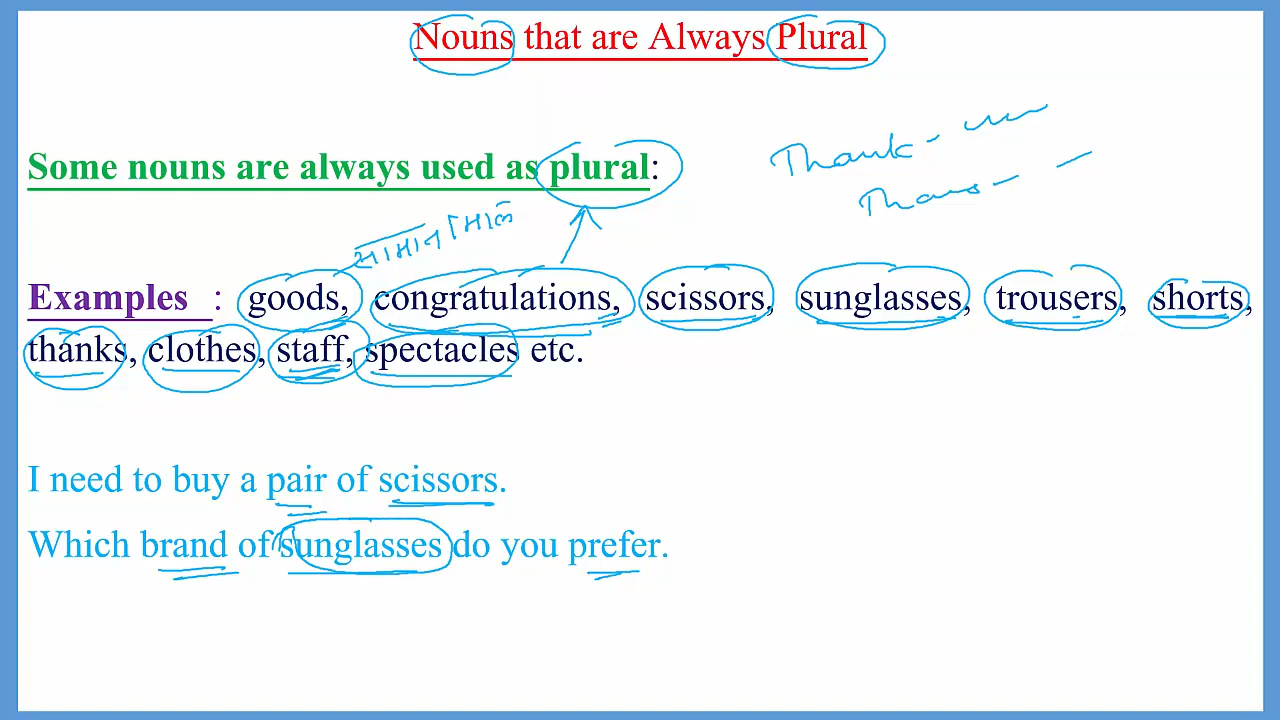 Nouns that are Always Plural
Some nouns are always used as plural:
Thank -
Examples : goods, congratulations, scissors, sunglasses, trousers, shorts,
thanks, clothes, staff, spectacles etc.
I need to buy a pair of scissors.
Which brand of sunglasses do you prefer.